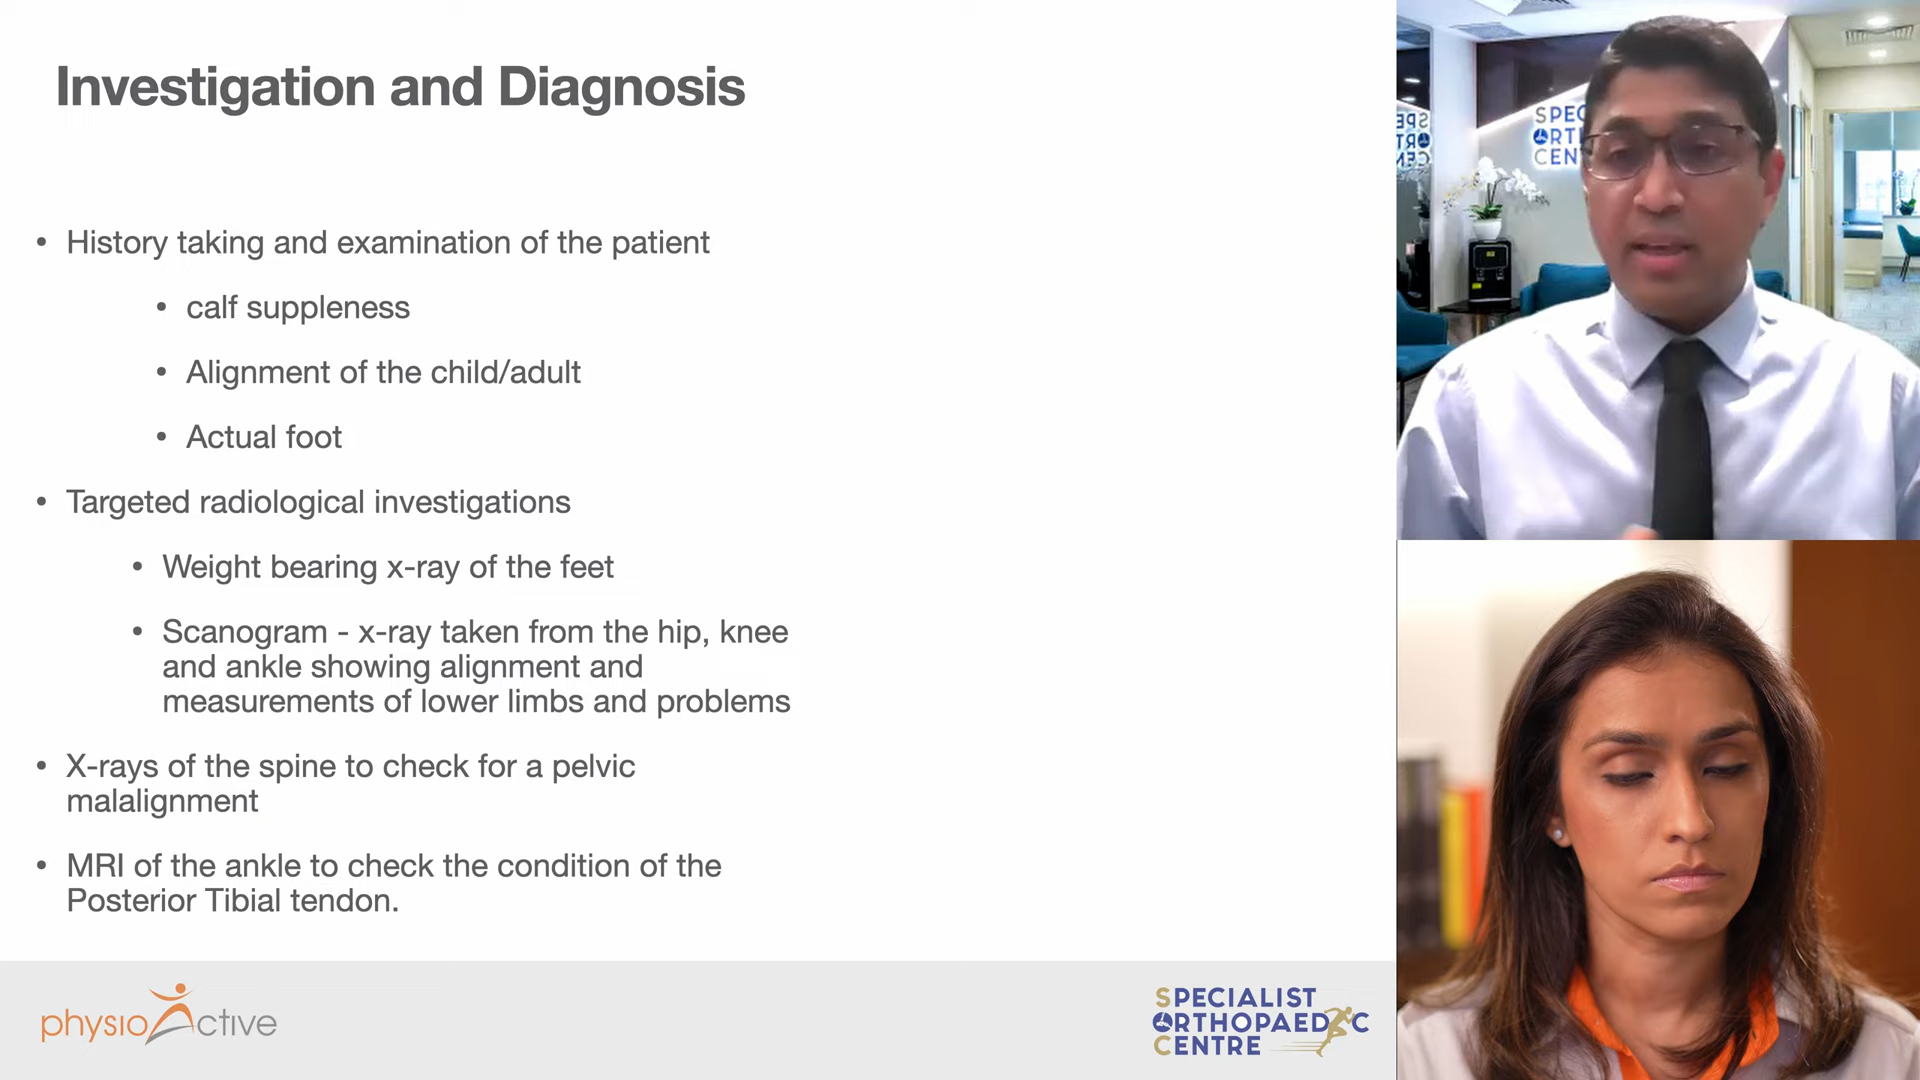 Investigation and Diagnosis
• History taking and examination of the patient
• calf suppleness
• Alignment of the child/adult
• Actual foot
• Targeted radiological investigations
• Weight bearing x-ray of the feet
• Scanogram - x-ray taken from the hip, knee
and ankle showing alignment and
measurements of lower limbs and problems
• X-rays of the spine to check for a pelvic
malalignment
• MRI of the ankle to check the condition of the
Posterior Tibial tendon.
physioActive
SPECIALIST
ORTHOPAEDIC
CENTRE
SPEC
ORT
CEN